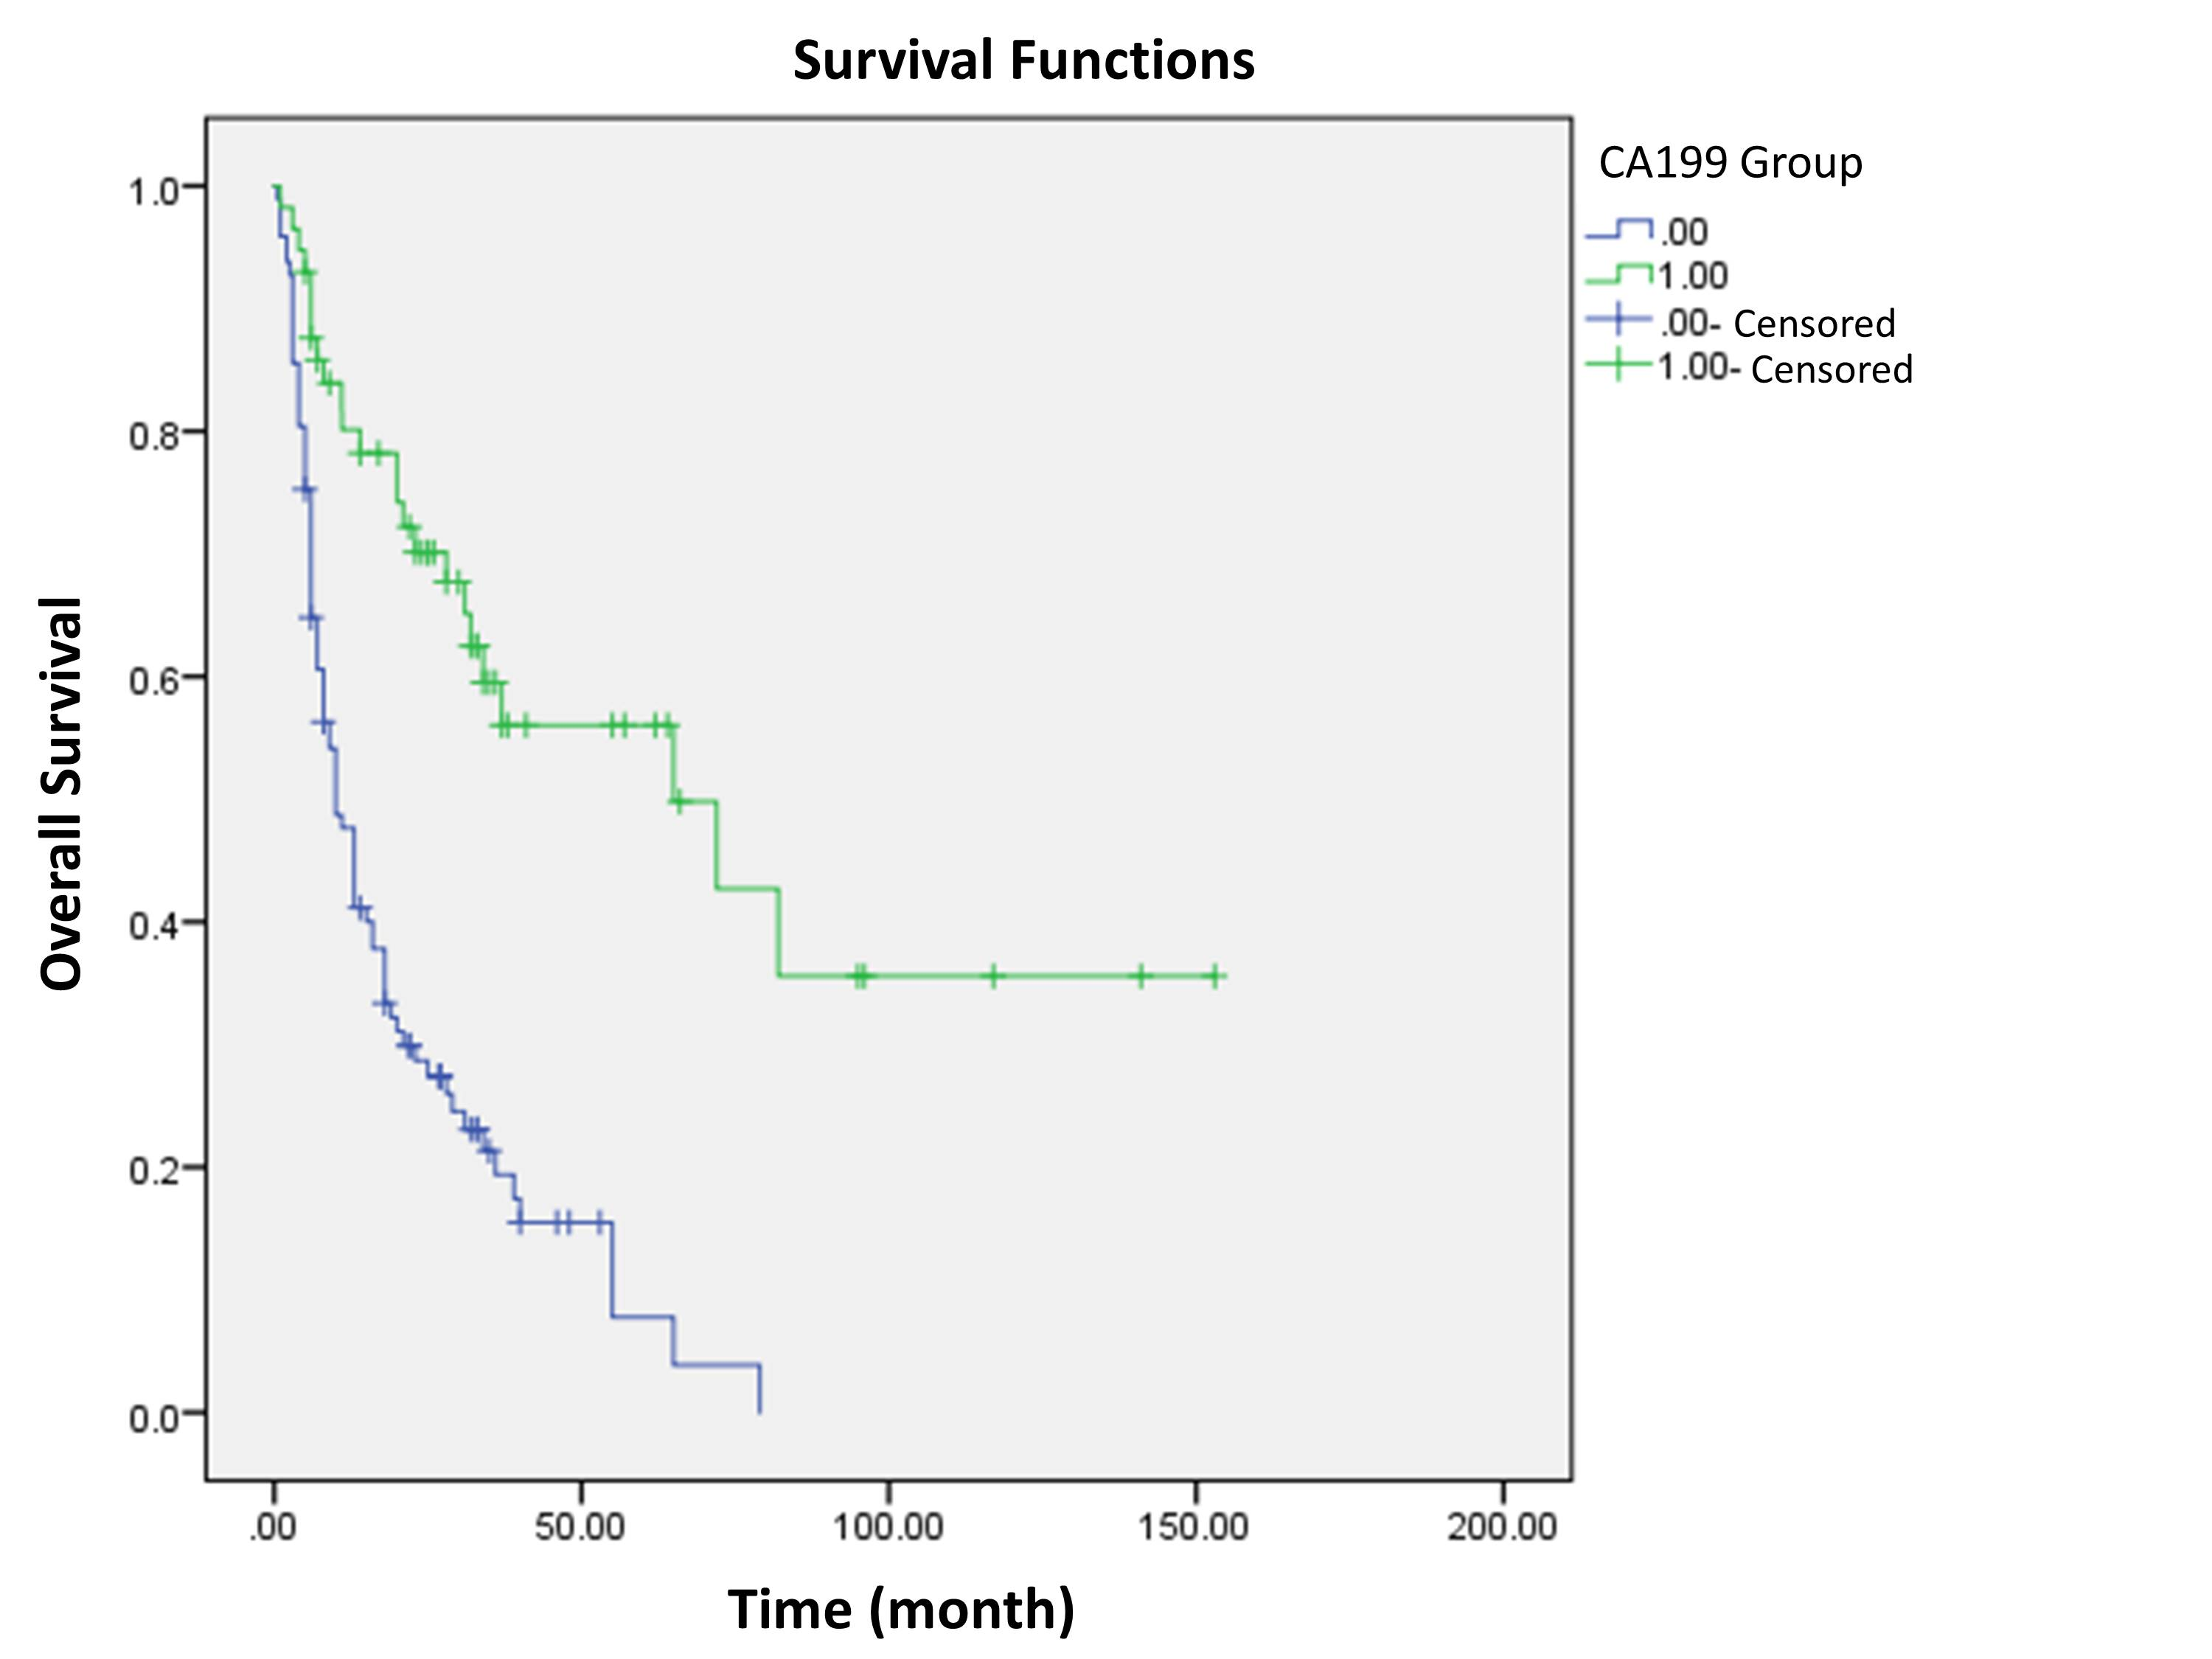 Survival Functions
CA199 Group
.00
1.00
.00- Censored
1.00- Censored
Overall Survival
1.0
0.8
0.6
0.4
0.2
0.0
.00 50.00 100.00 150.00 200.00
Time (month)